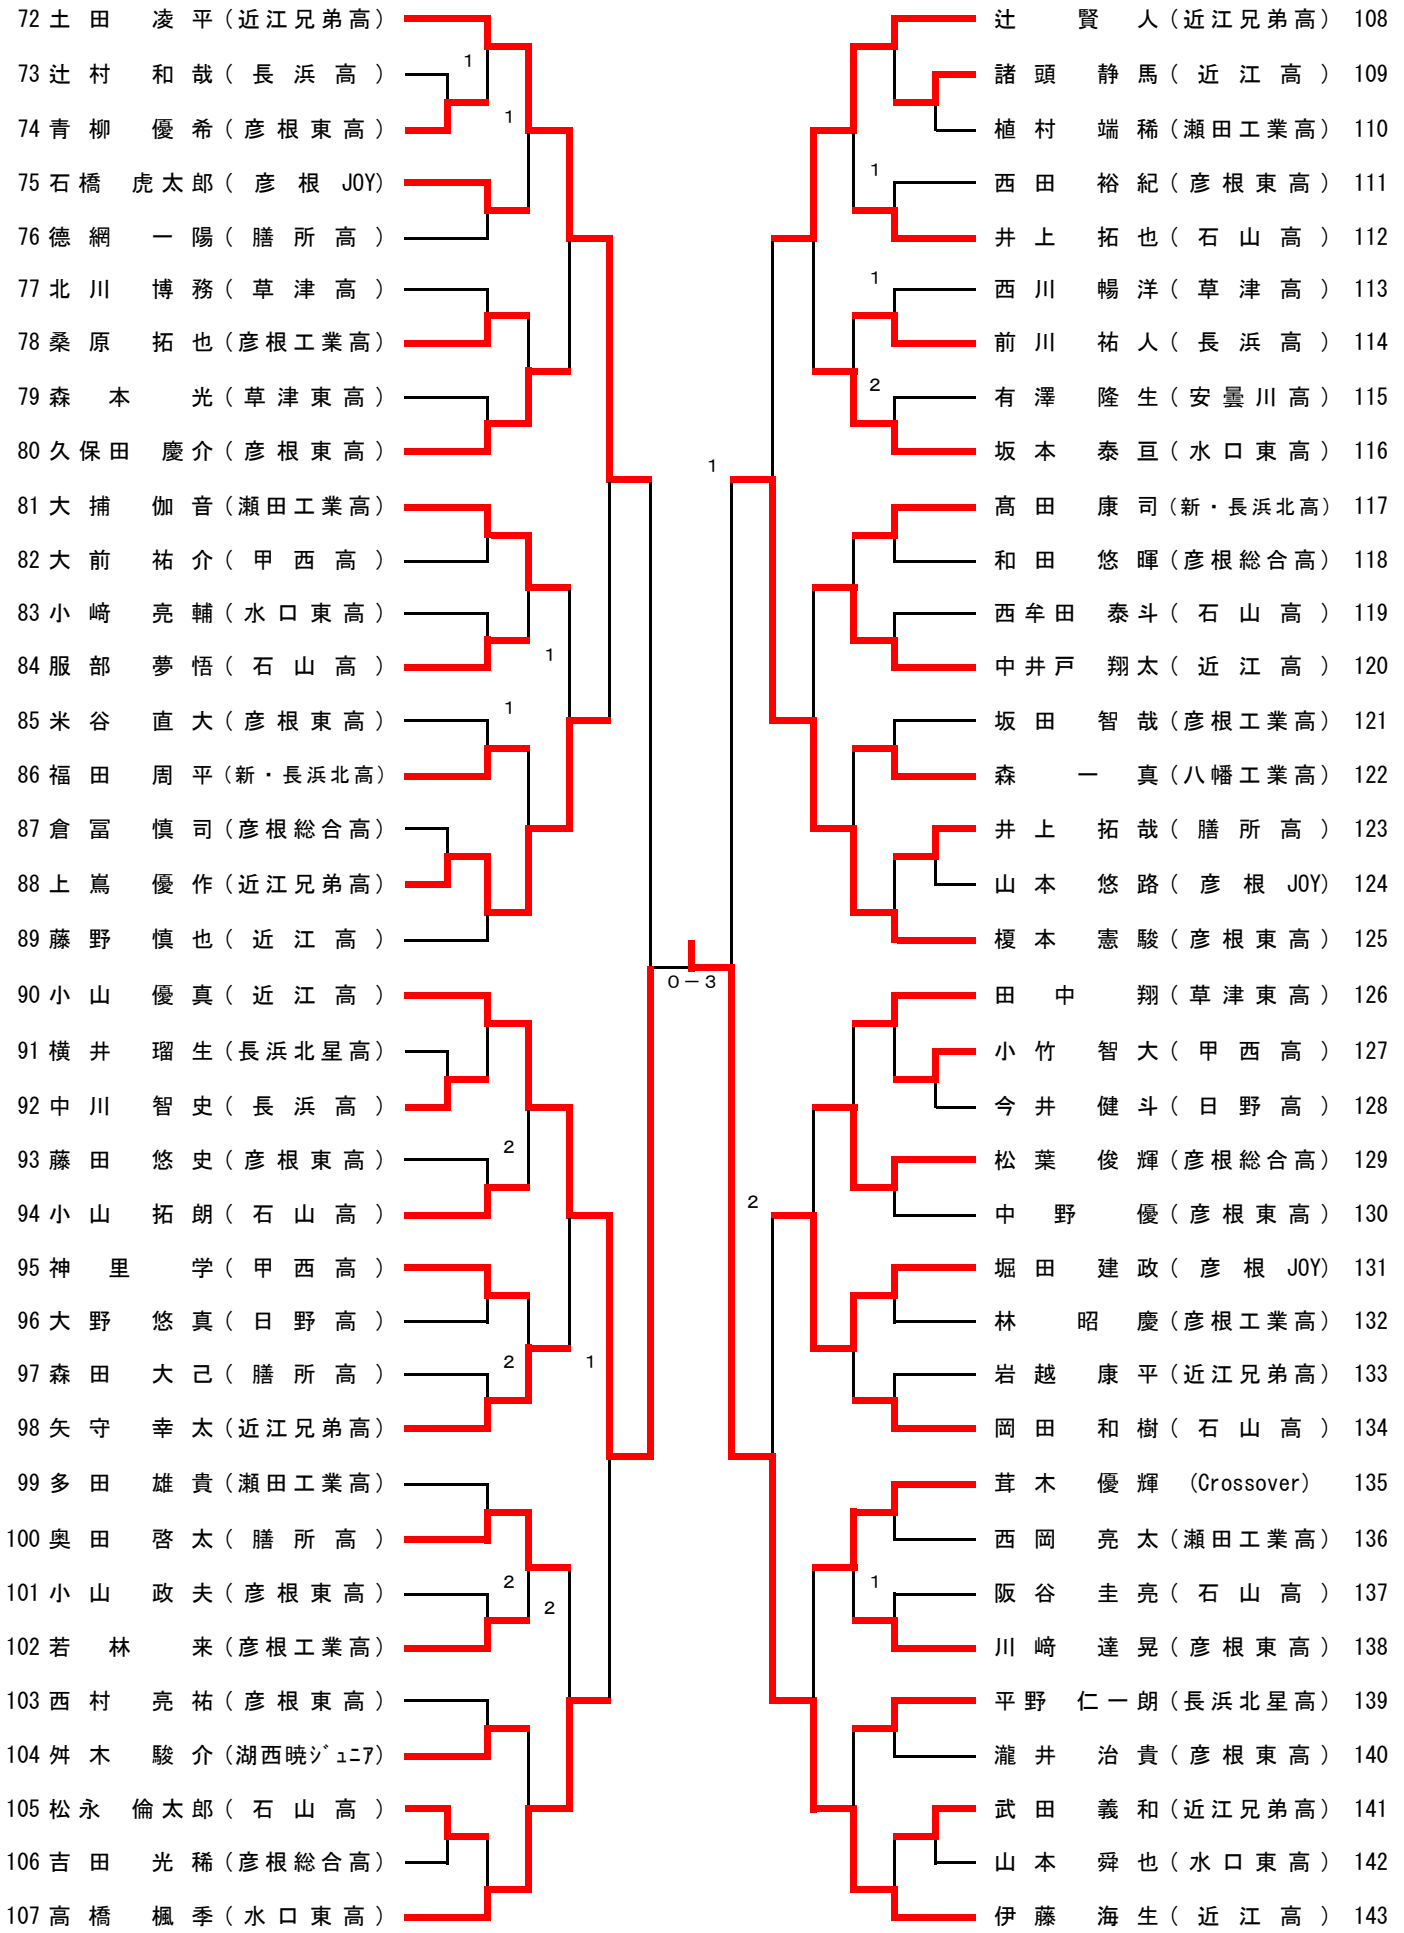 72 土田 凌平 (近江兄弟高)
73 辻村 和哉 (長浜高)
74 青柳 優希 (彦根東高)
75 石橋 虎太郎 (彦根 JOY)
76 德網 一陽 (膳所高)
77 北川 博務 (草津高)
78 桑原 拓也 (彦根工業高)
79 森本 光 (草津東高)
80 久保田 慶介 (彦根東高)
81 大捕 伽音 (瀬田工業高)
82 大前 祐介 (甲西高)
83 小﨑 亮輔 (水口東高)
84 服部 夢悟 (石山高)
85 米谷 直大 (彦根東高)
86 福田 周平 (新・長浜北高)
87 倉冨 慎司 (彦根総合高)
88 上嶌 優作 (近江兄弟高)
89 藤野 慎也 (近江高)
90 小山 優真 (近江高)
91 横井 瑠生 (長浜北星高)
92 中川 智史 (長浜高)
93 藤田 悠史 (彦根東高)
94 小山 拓朗 (石山高)
95 神里 学 (甲西高)
96 大野 悠真 (日野高)
97 森田 大己 (膳所高)
98 矢守 幸太 (近江兄弟高)
99 多田 雄貴 (瀬田工業高)
100 奥田 啓太 (膳所高)
101 小山 政夫 (彦根東高)
102 若林 来 (彦根工業高)
103 西村 亮祐 (彦根東高)
104 舛木 駿介 (湖西暁ｼﾞｭﾆｱ)
105 松永 倫太郎 (石山高)
106 吉田 光稀 (彦根総合高)
107 高橋 楓季 (水口東高)
1
1
1
1
2
2
1
2
2
0－3
1
2
1
1
2
1
辻 賢人 (近江兄弟高) 108
諸頭 静馬 (近江高) 109
植村 端稀 (瀬田工業高) 110
西田 裕紀 (彦根東高) 111
井上 拓也 (石山高) 112
西川 暢洋 (草津高) 113
前川 祐人 (長浜高) 114
有澤 隆生 (安曇川高) 115
坂本 泰亘 (水口東高) 116
髙田 康司 (新・長浜北高) 117
和田 悠暉 (彦根総合高) 118
西牟田 泰斗 (石山高) 119
中井戸 翔太 (近江高) 120
坂田 智哉 (彦根工業高) 121
森 一真 (八幡工業高) 122
井上 拓哉 (膳所高) 123
山本 悠路 (彦根 JOY) 124
榎本 憲駿 (彦根東高) 125
田中 翔 (草津東高) 126
小竹 智大 (甲西高) 127
今井 健斗 (日野高) 128
松葉 俊輝 (彦根総合高) 129
中野 優 (彦根東高) 130
堀田 建政 (彦根 JOY) 131
林 昭慶 (彦根工業高) 132
岩越 康平 (近江兄弟高) 133
岡田 和樹 (石山高) 134
茸木 優輝 (Crossover) 135
西岡 亮太 (瀬田工業高) 136
阪谷 圭亮 (石山高) 137
川﨑 達晃 (彦根東高) 138
平野 仁一朗 (長浜北星高) 139
瀧井 治貴 (彦根東高) 140
武田 義和 (近江兄弟高) 141
山本 舜也 (水口東高) 142
伊藤 海生 (近江高) 143